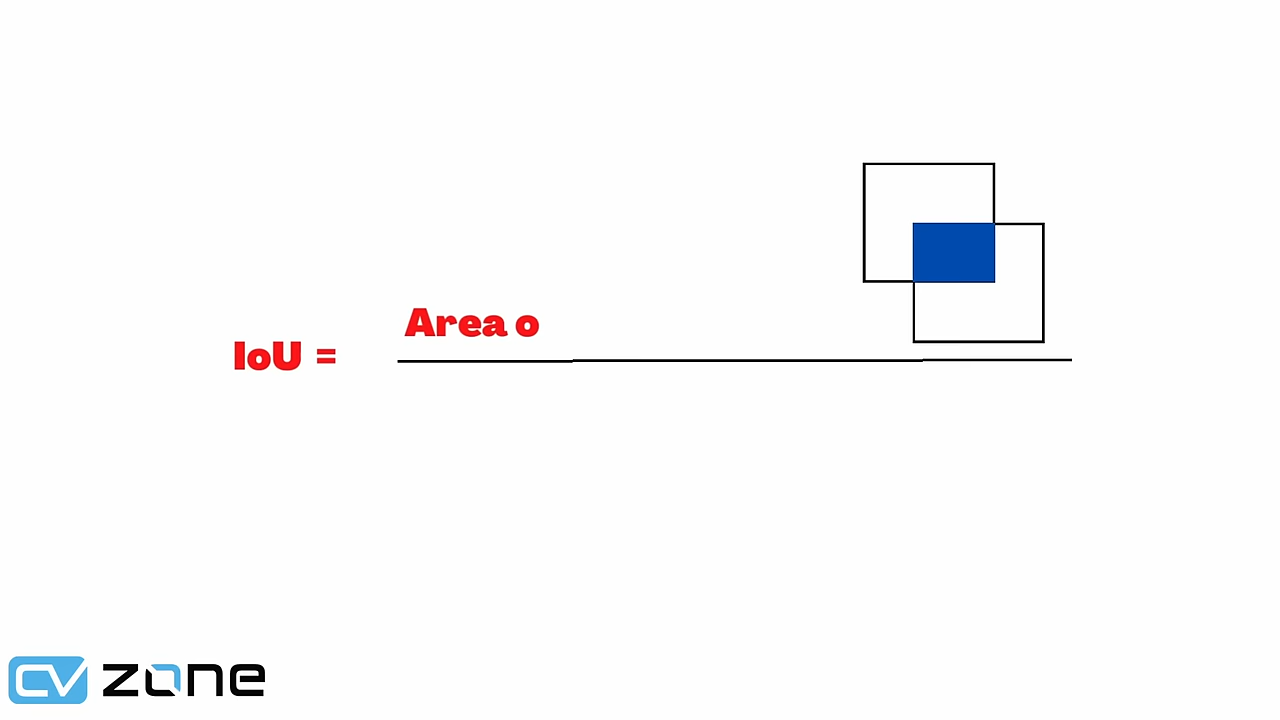 Area o
IoU =
CV zone